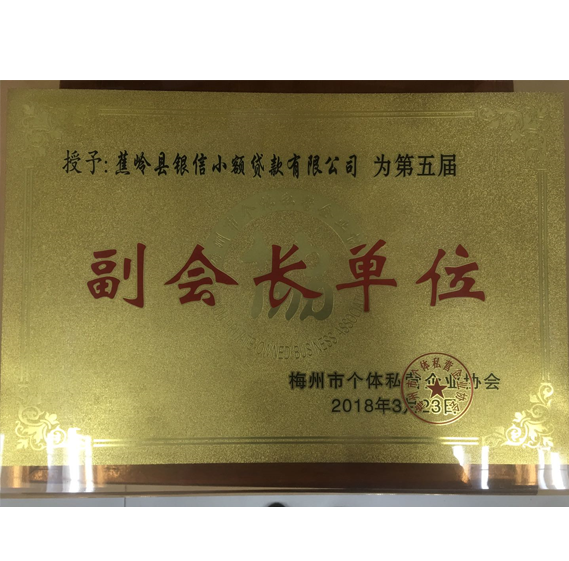 授予：蕉岭县银信小额贷款有限公司 为第五届
副会长单位
梅州市个体私营企业协会
2018年3月23日